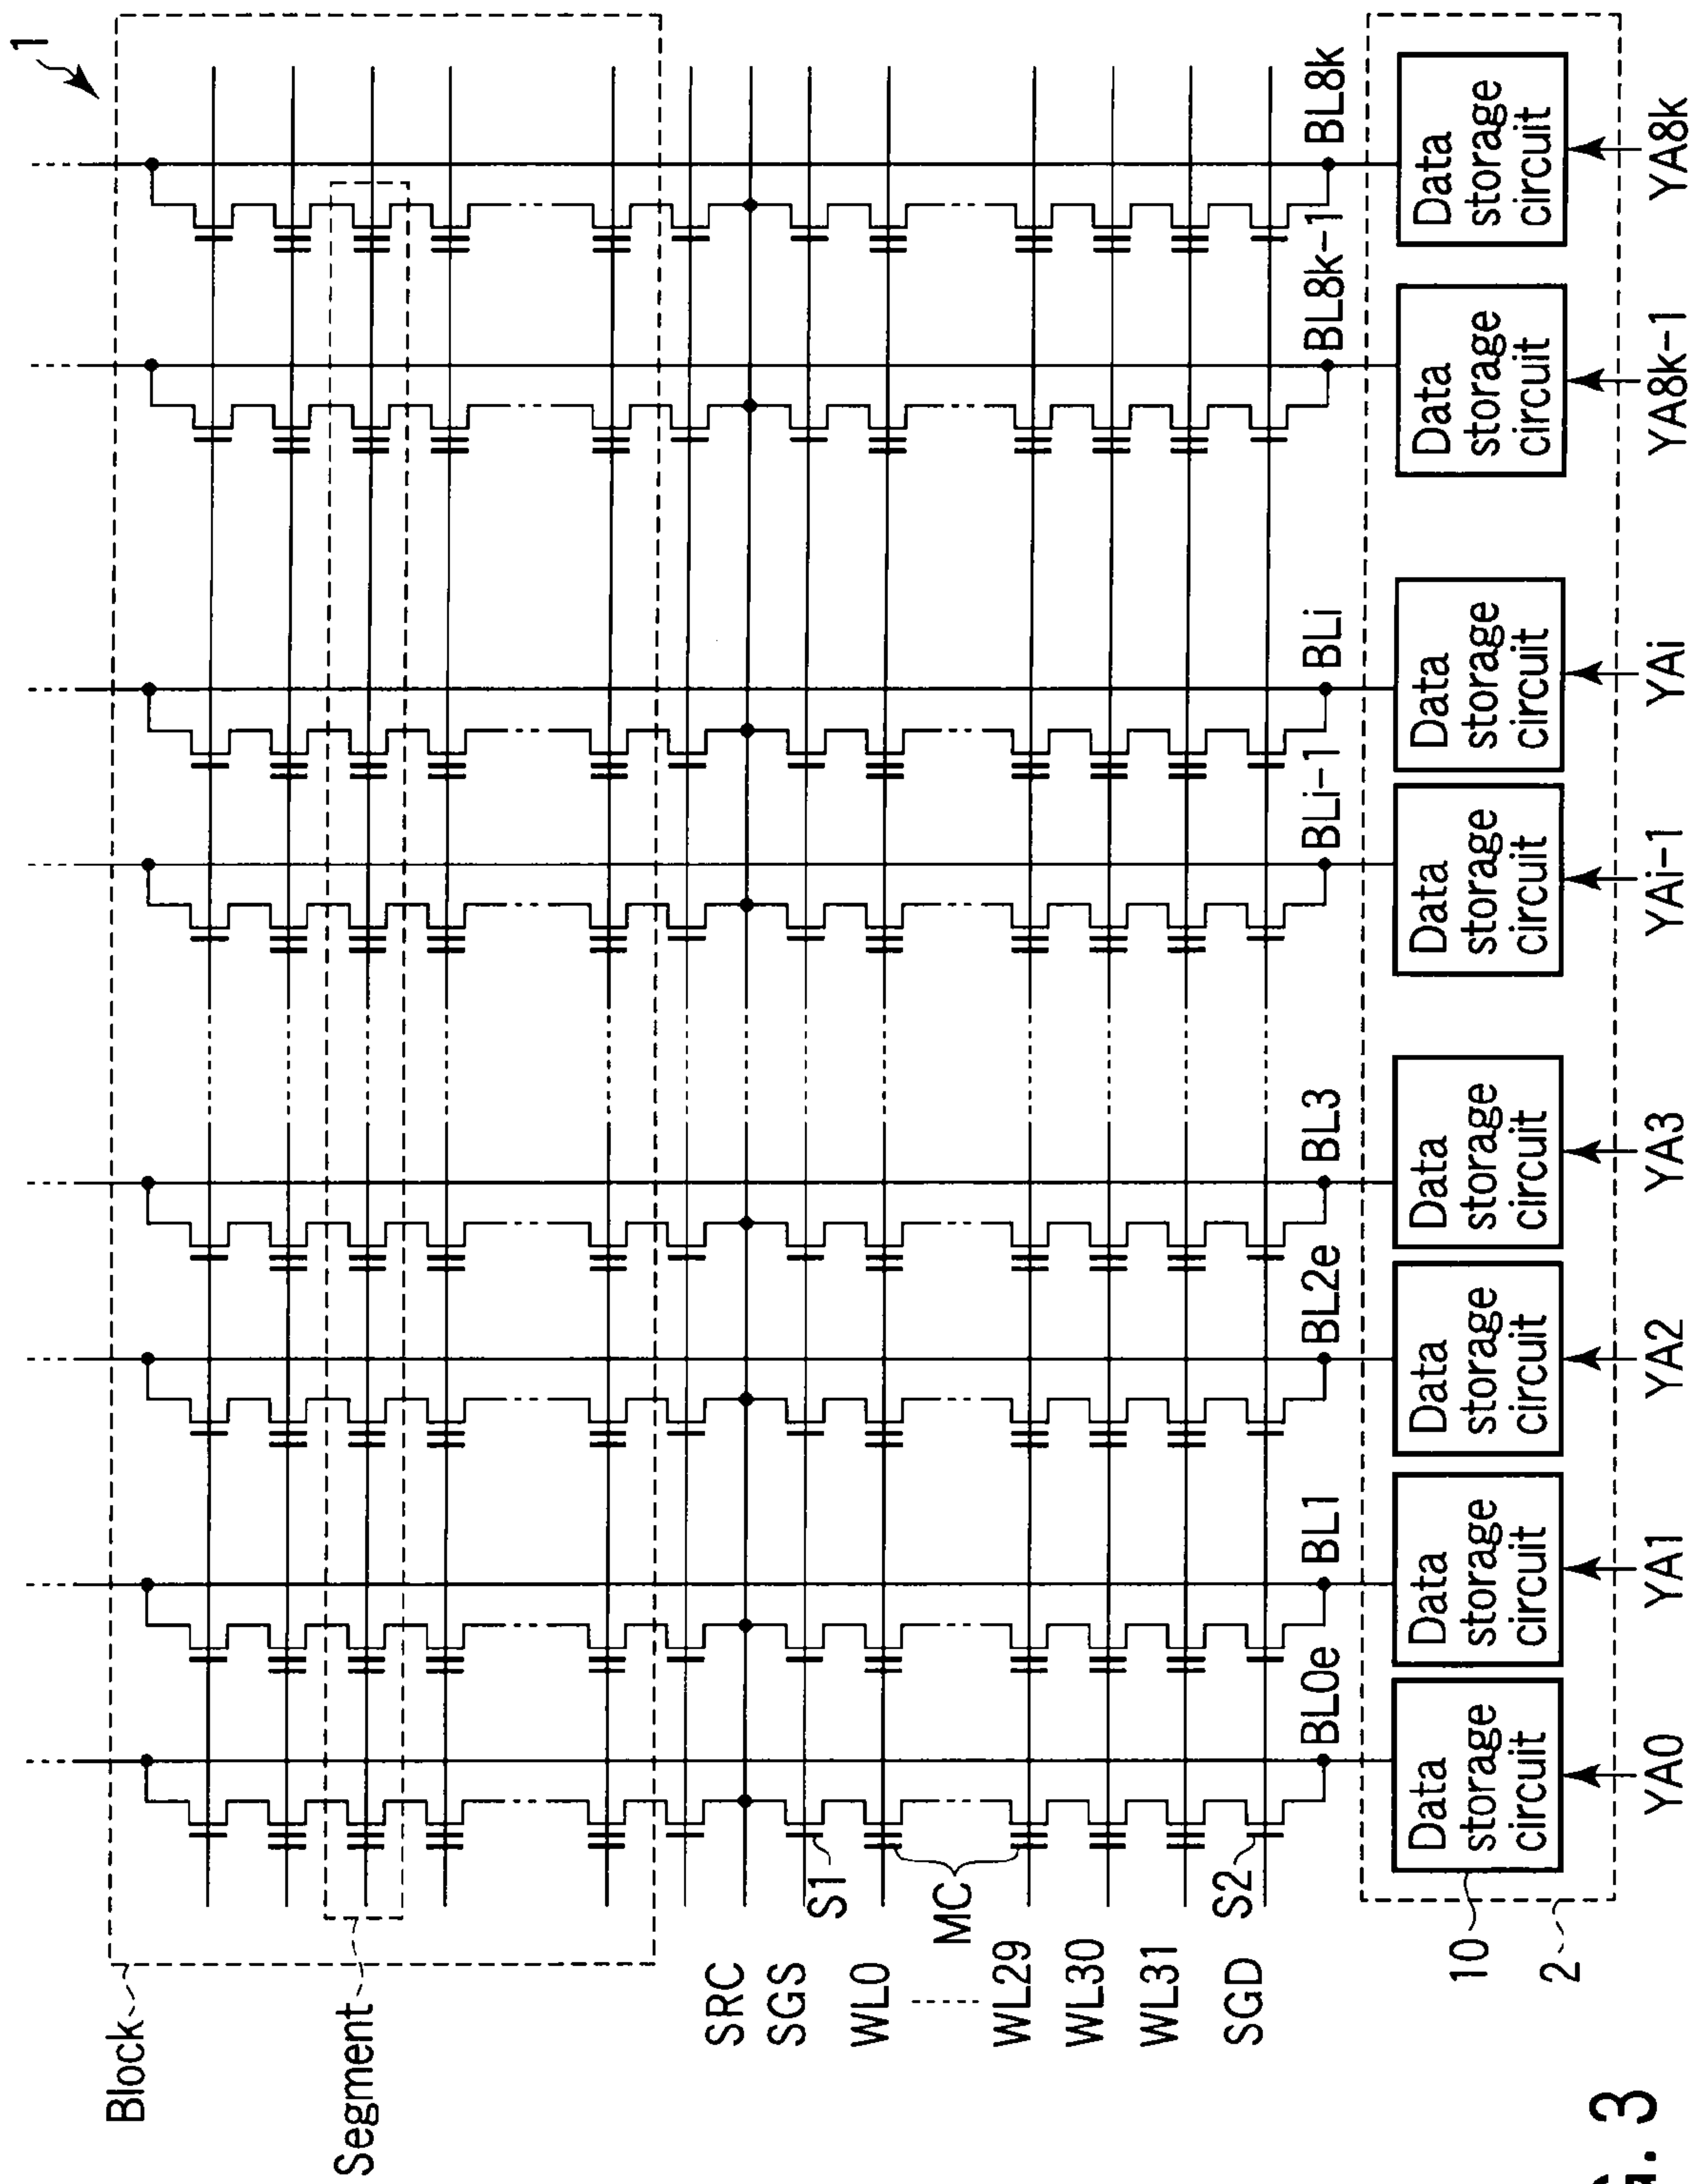 1
Block
Segment
SRC
SGS
WL0
WL29
WL30
WL31
SGD
S1
MC
S2
BL0e
BL1
BL2e
BL3
BLi-1
BLi
BL8k-1
BL8k
Data
storage
circuit
Data
storage
circuit
Data
storage
circuit
Data
storage
circuit
Data
storage
circuit
Data
storage
circuit
Data
storage
circuit
Data
storage
circuit
10
2
YA0
YA1
YA2
YA3
YAi-1
YAi
YA8k-1
YA8k
G. 3